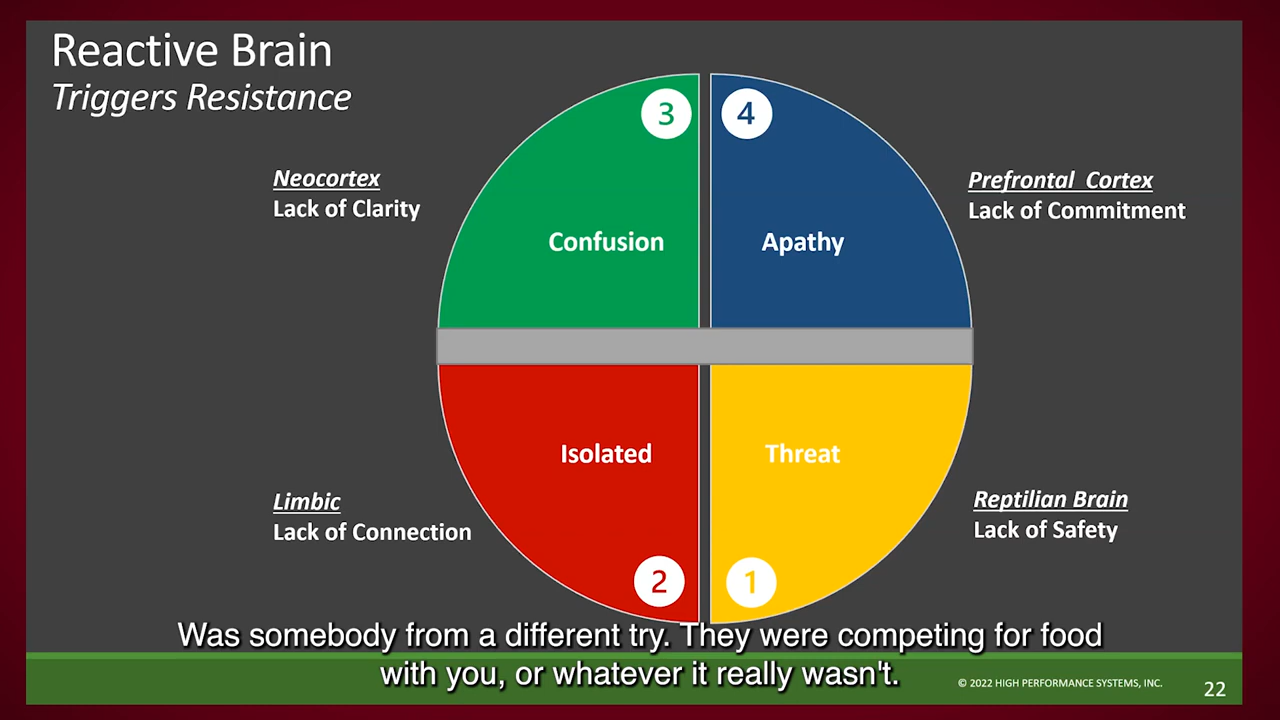 Reactive Brain
Triggers Resistance
3
4
Neocortex
Lack of Clarity
Prefrontal Cortex
Lack of Commitment
Confusion
Apathy
Isolated
Threat
Limbic
Lack of Connection
Reptilian Brain
Lack of Safety
2
1
Was somebody from a different try. They were competing for food
with you, or whatever it really wasn't.
© 2022 HIGH PERFORMANCE SYSTEMS, INC.
22